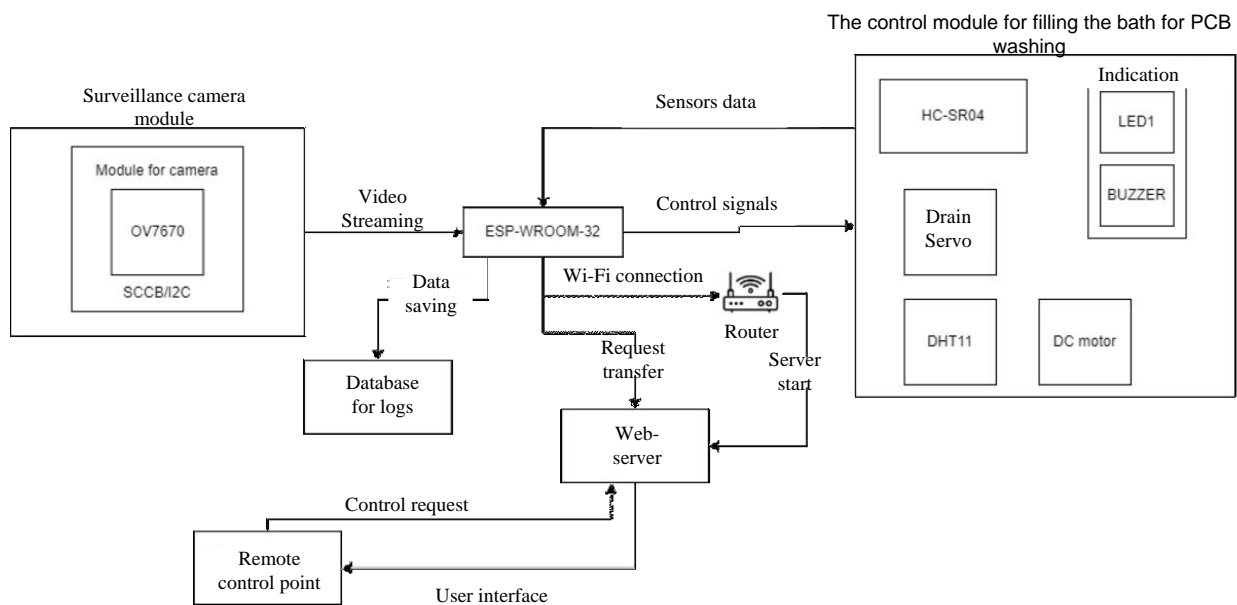 The control module for filling the bath for PCB
washing
Surveillance camera
module
Module for camera
OV7670
SCCB/I2C
Video
Streaming
Sensors data
ESP-WROOM-32
Control signals
HC-SR04
Indication
LED1
BUZZER
Drain
Servo
DHT11
DC motor
Data
saving
Wi-Fi connection
Router
Request
transfer
Server
start
Database
for logs
Web-
server
Control request
Remote
control point
User interface